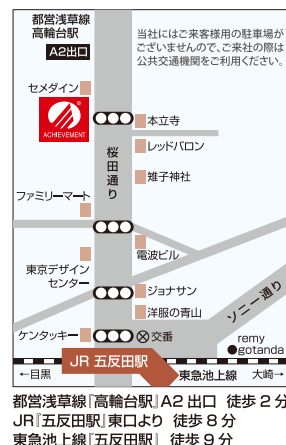 都営浅草線
高輪台駅
A2出口
当社にはご来客様用の駐車場が
ございませんので、ご来社の際は
公共交通機関をご利用ください。
セメダイン
ACHIEVEMENT
本立寺
レッドバロン
桜田通り
雉子神社
ファミリーマート
電波ビル
東京デザイン
センター
ジョナサン
ソニー通り
洋服の青山
ケンタッキー
交番
remy
gotanda
JR 五反田駅
←目黒
東急池上線
大崎→
都営浅草線『高輪台駅』A2 出口 徒歩 2 分
JR『五反田駅』東口より 徒歩 8 分
東急池上線『五反田駅』 徒歩 8 分